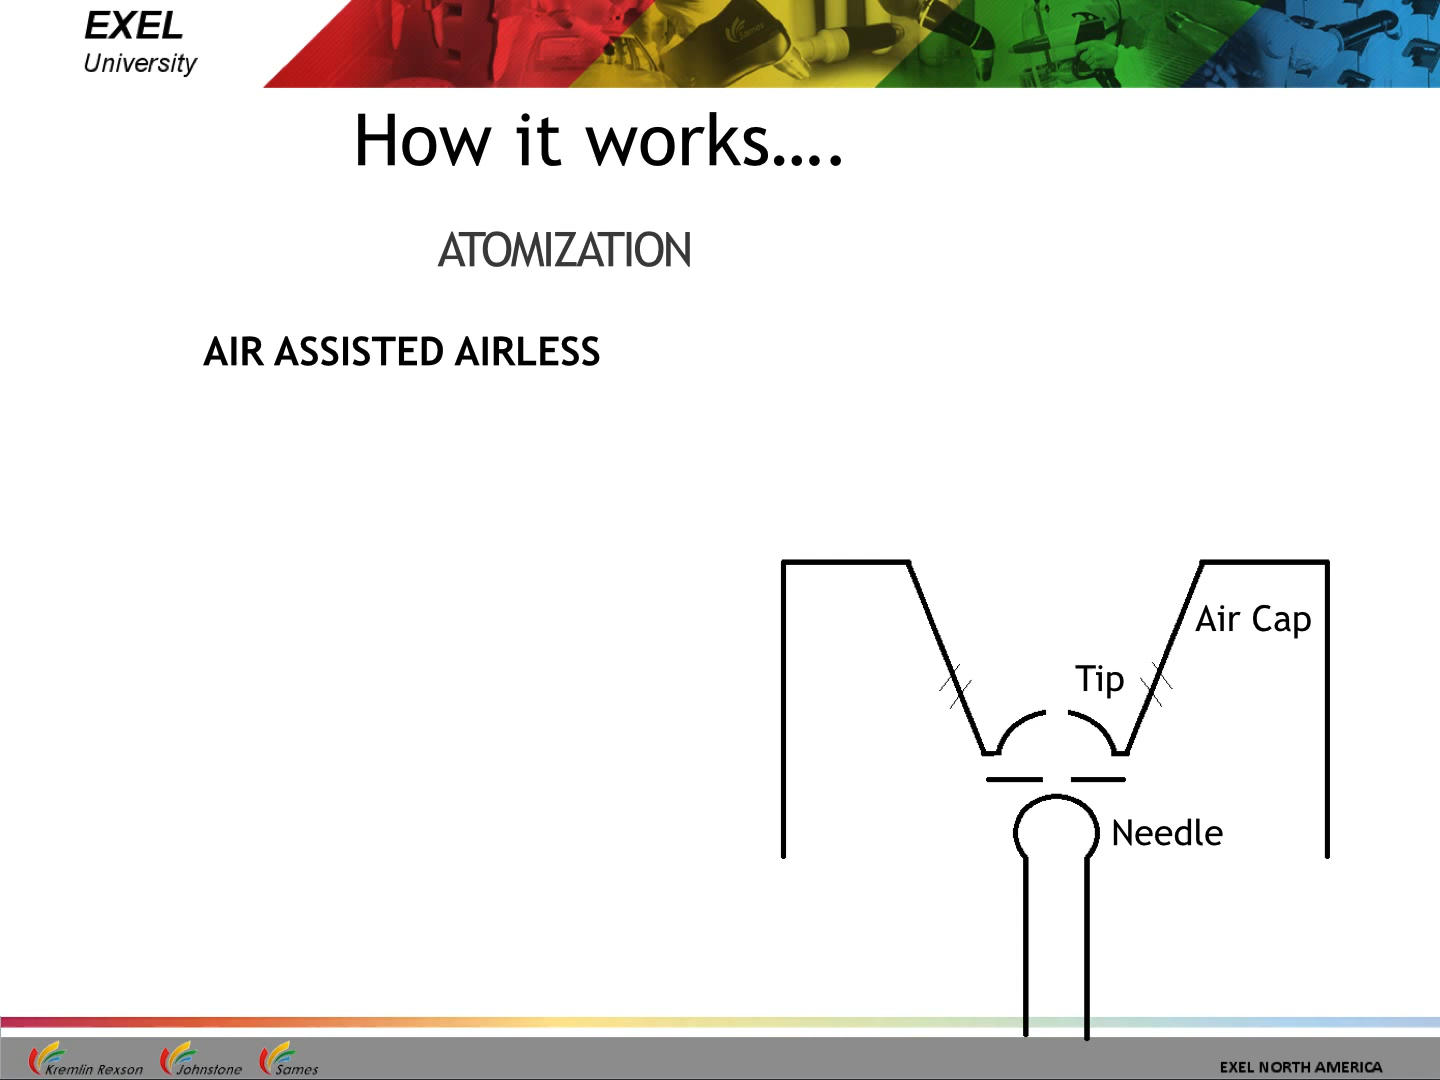 EXEL
University
How it works....
ATOMIZATION
AIR ASSISTED AIRLESS
Air Cap
Tip
Needle
Kremlin Rexson
Johnstone
Sames
EXEL NORTH AMERICA